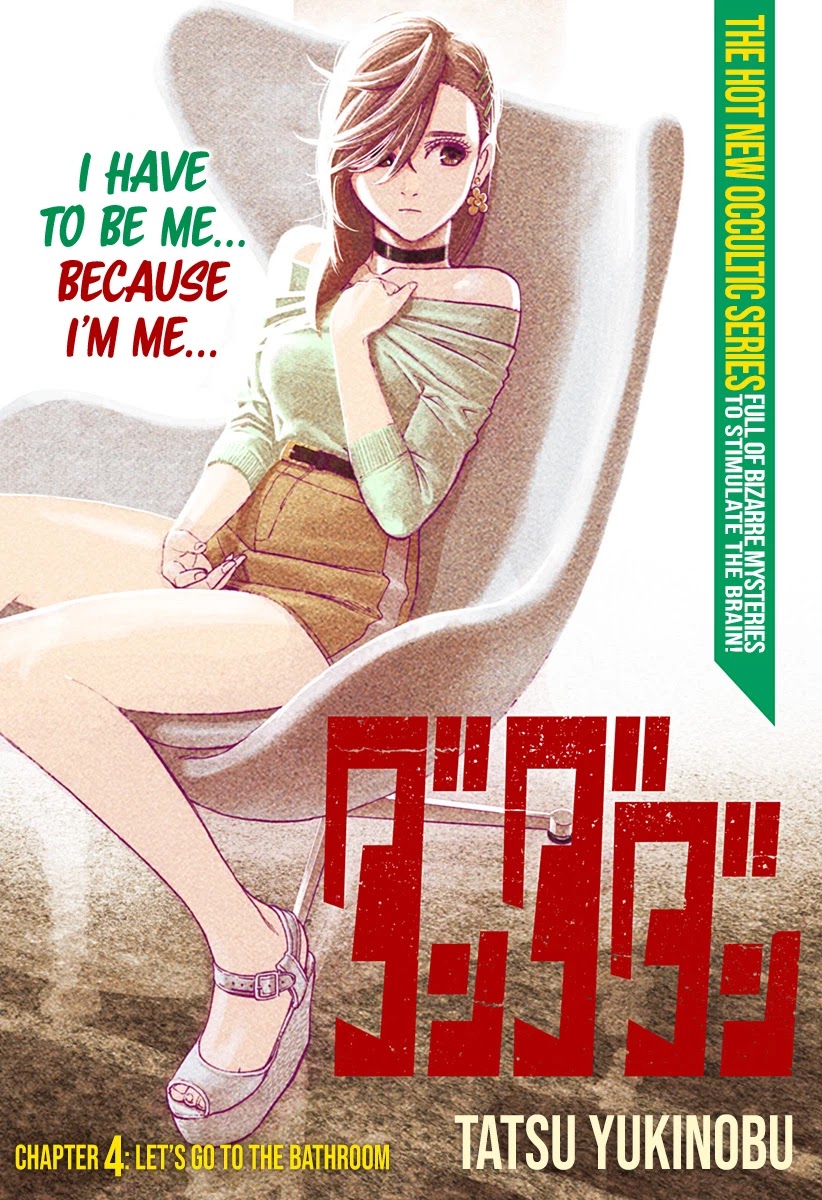 I HAVE
TO BE ME...
BECAUSE
I'M ME...
THE HOT NEW OCCULTIC SERIES
FULL OF BIZARRE MYSTERIES
TO STIMULATE THE BRAIN!
ダンダダン
TATSU YUKINOBU
CHAPTER 4: LET'S GO TO THE BATHROOM